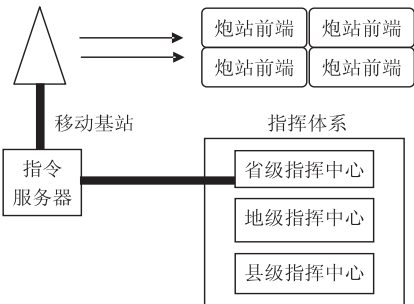 炮站前端 炮站前端
炮站前端 炮站前端
移动基站
指挥体系
指令
服务器
省级指挥中心
地级指挥中心
县级指挥中心